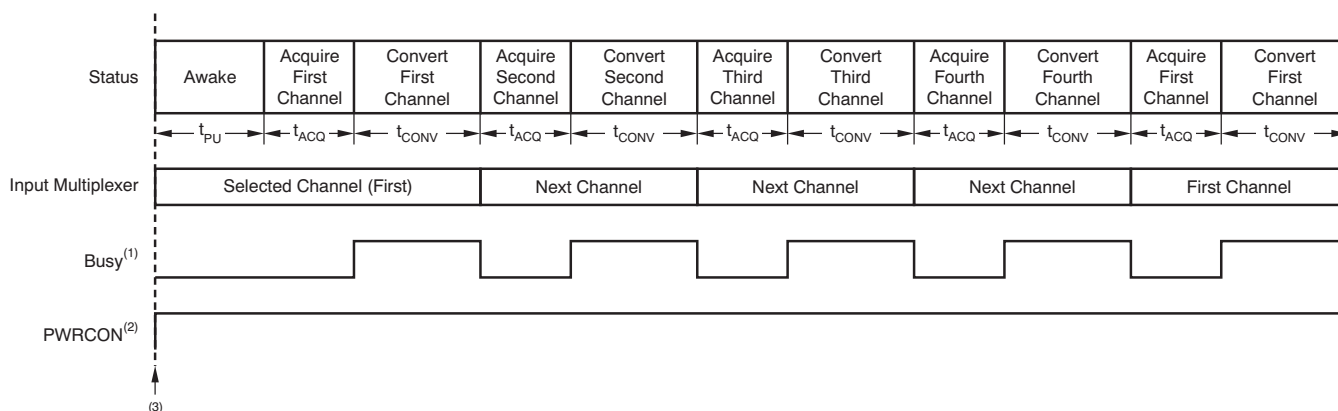 Status
Awake
Acquire
First
Channel
Convert
First
Channel
Acquire
Second
Channel
Convert
Second
Channel
Acquire
Third
Channel
Convert
Third
Channel
Acquire
Fourth
Channel
Convert
Fourth
Channel
Acquire
First
Channel
Convert
First
Channel
tPU tACQ tCONV tACQ tCONV tACQ tCONV tACQ tCONV tACQ tCONV
Input Multiplexer Selected Channel (First) Next Channel Next Channel Next Channel First Channel
Busy(1)
PWRCON(2)
(3)